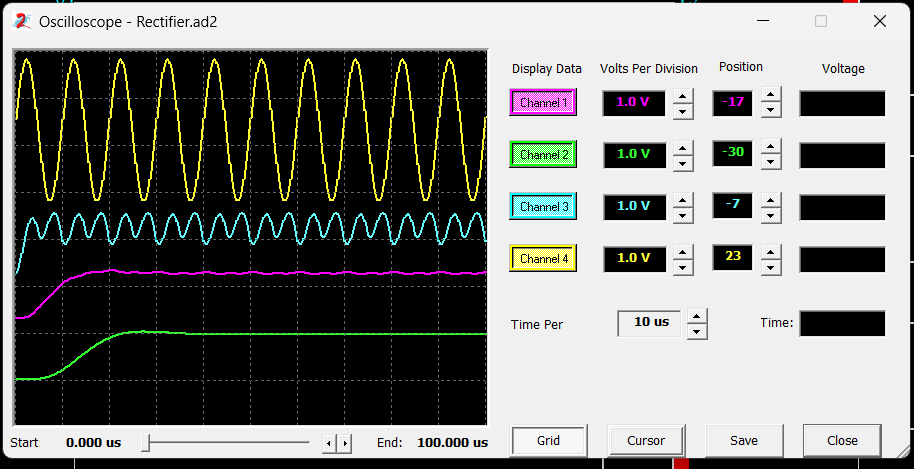 Oscilloscope - Rectifier.ad2
Display Data Volts Per Division Position Voltage
Channel 1 1.0 V -17
Channel 2 1.0 V -30
Channel 3 1.0 V -7
Channel 4 1.0 V 23
Time Per 10 us Time:
Start 0.000 us End: 100.000 us
Grid Cursor Save Close